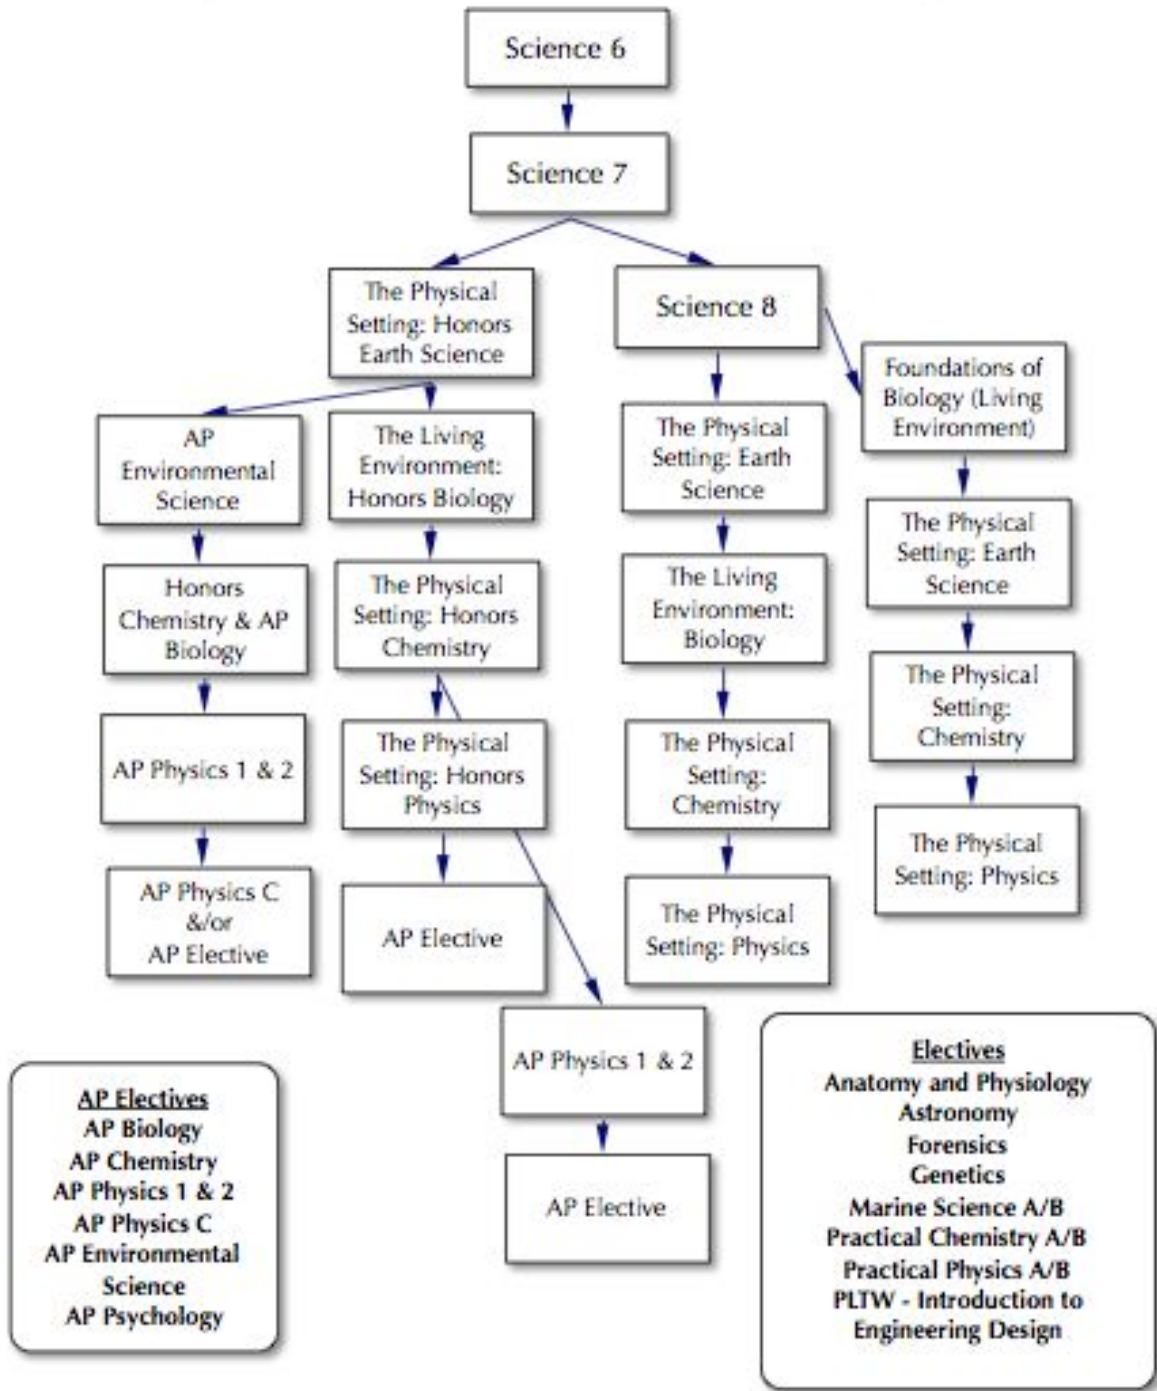 Science 6
Science 7
The Physical
Setting: Honors
Earth Science
Science 8
Foundations of
Biology (Living
Environment)
AP
Environmental
Science
The Living
Environment:
Honors Biology
The Physical
Setting: Earth
Science
The Physical
Setting: Earth
Science
Honors
Chemistry & AP
Biology
The Physical
Setting: Honors
Chemistry
The Living
Environment:
Biology
The Physical
Setting:
Chemistry
AP Physics 1 & 2
The Physical
Setting: Honors
Physics
The Physical
Setting:
Chemistry
The Physical
Setting: Physics
AP Physics C
&/or
AP Elective
AP Elective
The Physical
Setting: Physics
AP Physics 1 & 2
AP Elective
AP Electives
AP Biology
AP Chemistry
AP Physics 1 & 2
AP Physics C
AP Environmental
Science
AP Psychology
Electives
Anatomy and Physiology
Astronomy
Forensics
Genetics
Marine Science A/B
Practical Chemistry A/B
Practical Physics A/B
PLTW - Introduction to
Engineering Design